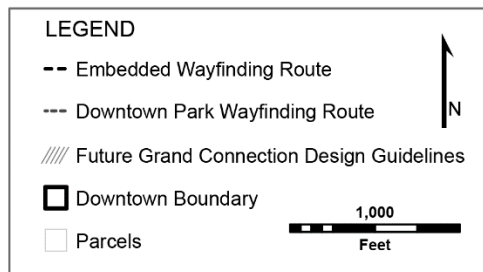 LEGEND
Embedded Wayfinding Route
Downtown Park Wayfinding Route
N
Future Grand Connection Design Guidelines
Downtown Boundary
1,000
Parcels
Feet